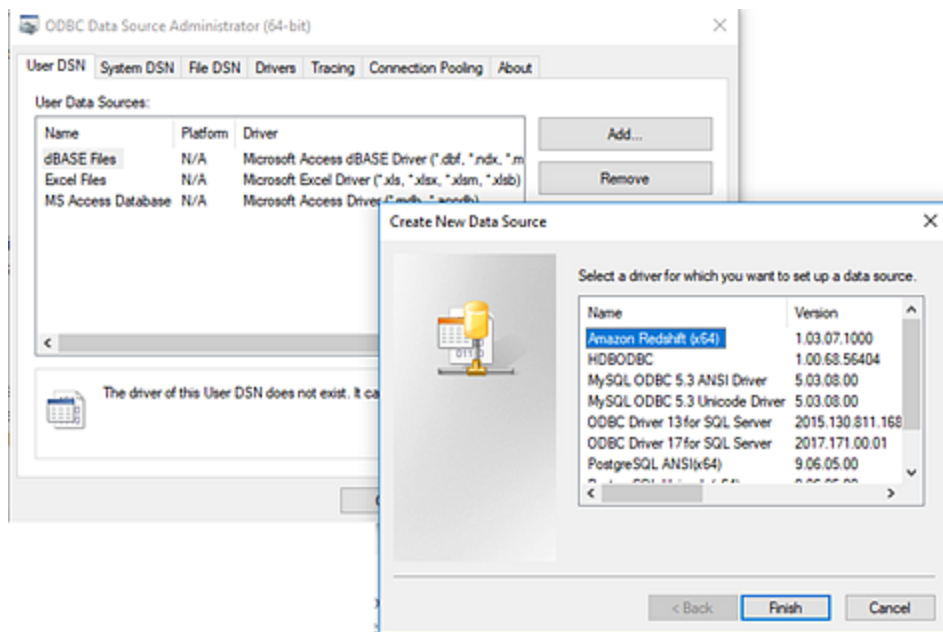 ODBC Data Source Administrator (64-bit)
User DSN System DSN File DSN Drivers Tracing Connection Pooling About
User Data Sources:
Name Platform Driver
dBASE Files N/A Microsoft Access dBASE Driver (*.dbf, *.ndx, *.m
Excel Files N/A Microsoft Excel Driver (*.xls, *.xlsx, *.xlsm, *.xlsb)
MS Access Database N/A Microsoft Access Driver (*.mdb, *.accdb)
Add...
Remove
The driver of this User DSN does not exist. It ca
Create New Data Source
Select a driver for which you want to set up a data source.
Name Version
Amazon Redshift (x64) 1.03.07.1000
HDBODBC 1.00.68.56404
MySQL ODBC 5.3 ANSI Driver 5.03.08.00
MySQL ODBC 5.3 Unicode Driver 5.03.08.00
ODBC Driver 13 for SQL Server 2015.130.811.168
ODBC Driver 17 for SQL Server 2017.171.00.01
PostgreSQL ANSI(x64) 9.06.05.00
< Back Finish Cancel